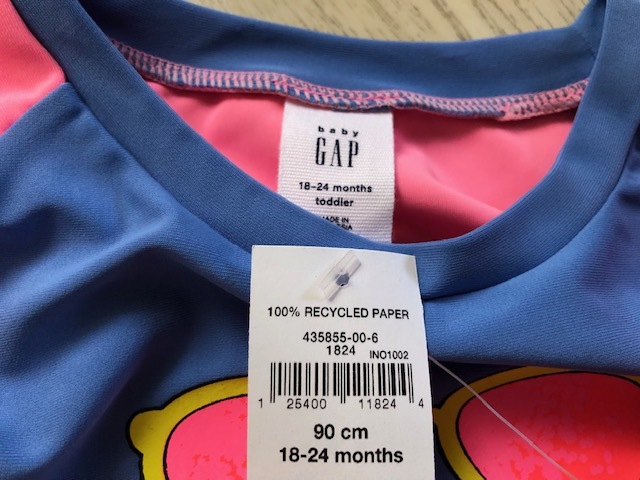 baby
GAP
18-24 months
toddler
MADE IN
100% RECYCLED PAPER
435855-00-6
1824 INO1002
1 25400 11824 4
90 cm
18-24 months